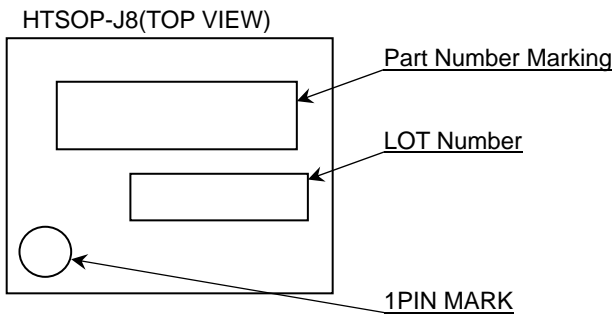 HTSOP-J8(TOP VIEW)
Part Number Marking
LOT Number
1PIN MARK